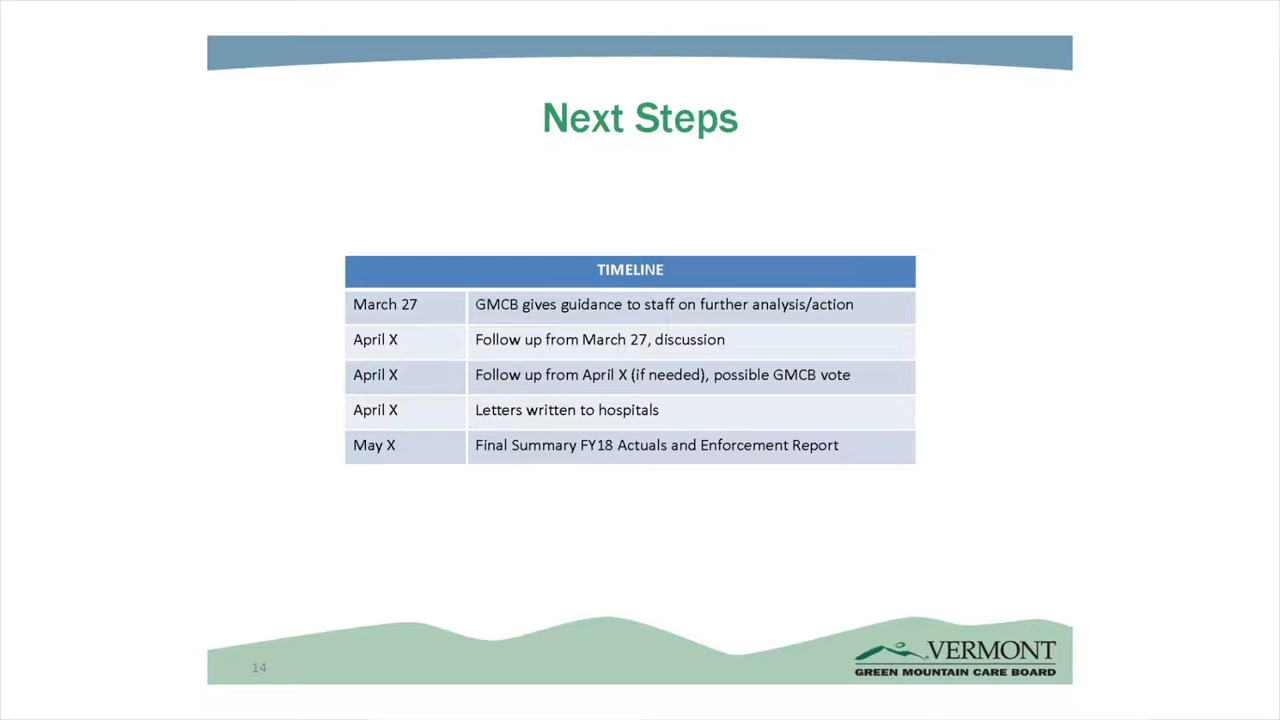 Next Steps
TIMELINE
March 27 GMCB gives guidance to staff on further analysis/action
April X Follow up from March 27, discussion
April X Follow up from April X (if needed), possible GMCB vote
April X Letters written to hospitals
May X Final Summary FY18 Actuals and Enforcement Report
14
VERMONT
GREEN MOUNTAIN CARE BOARD